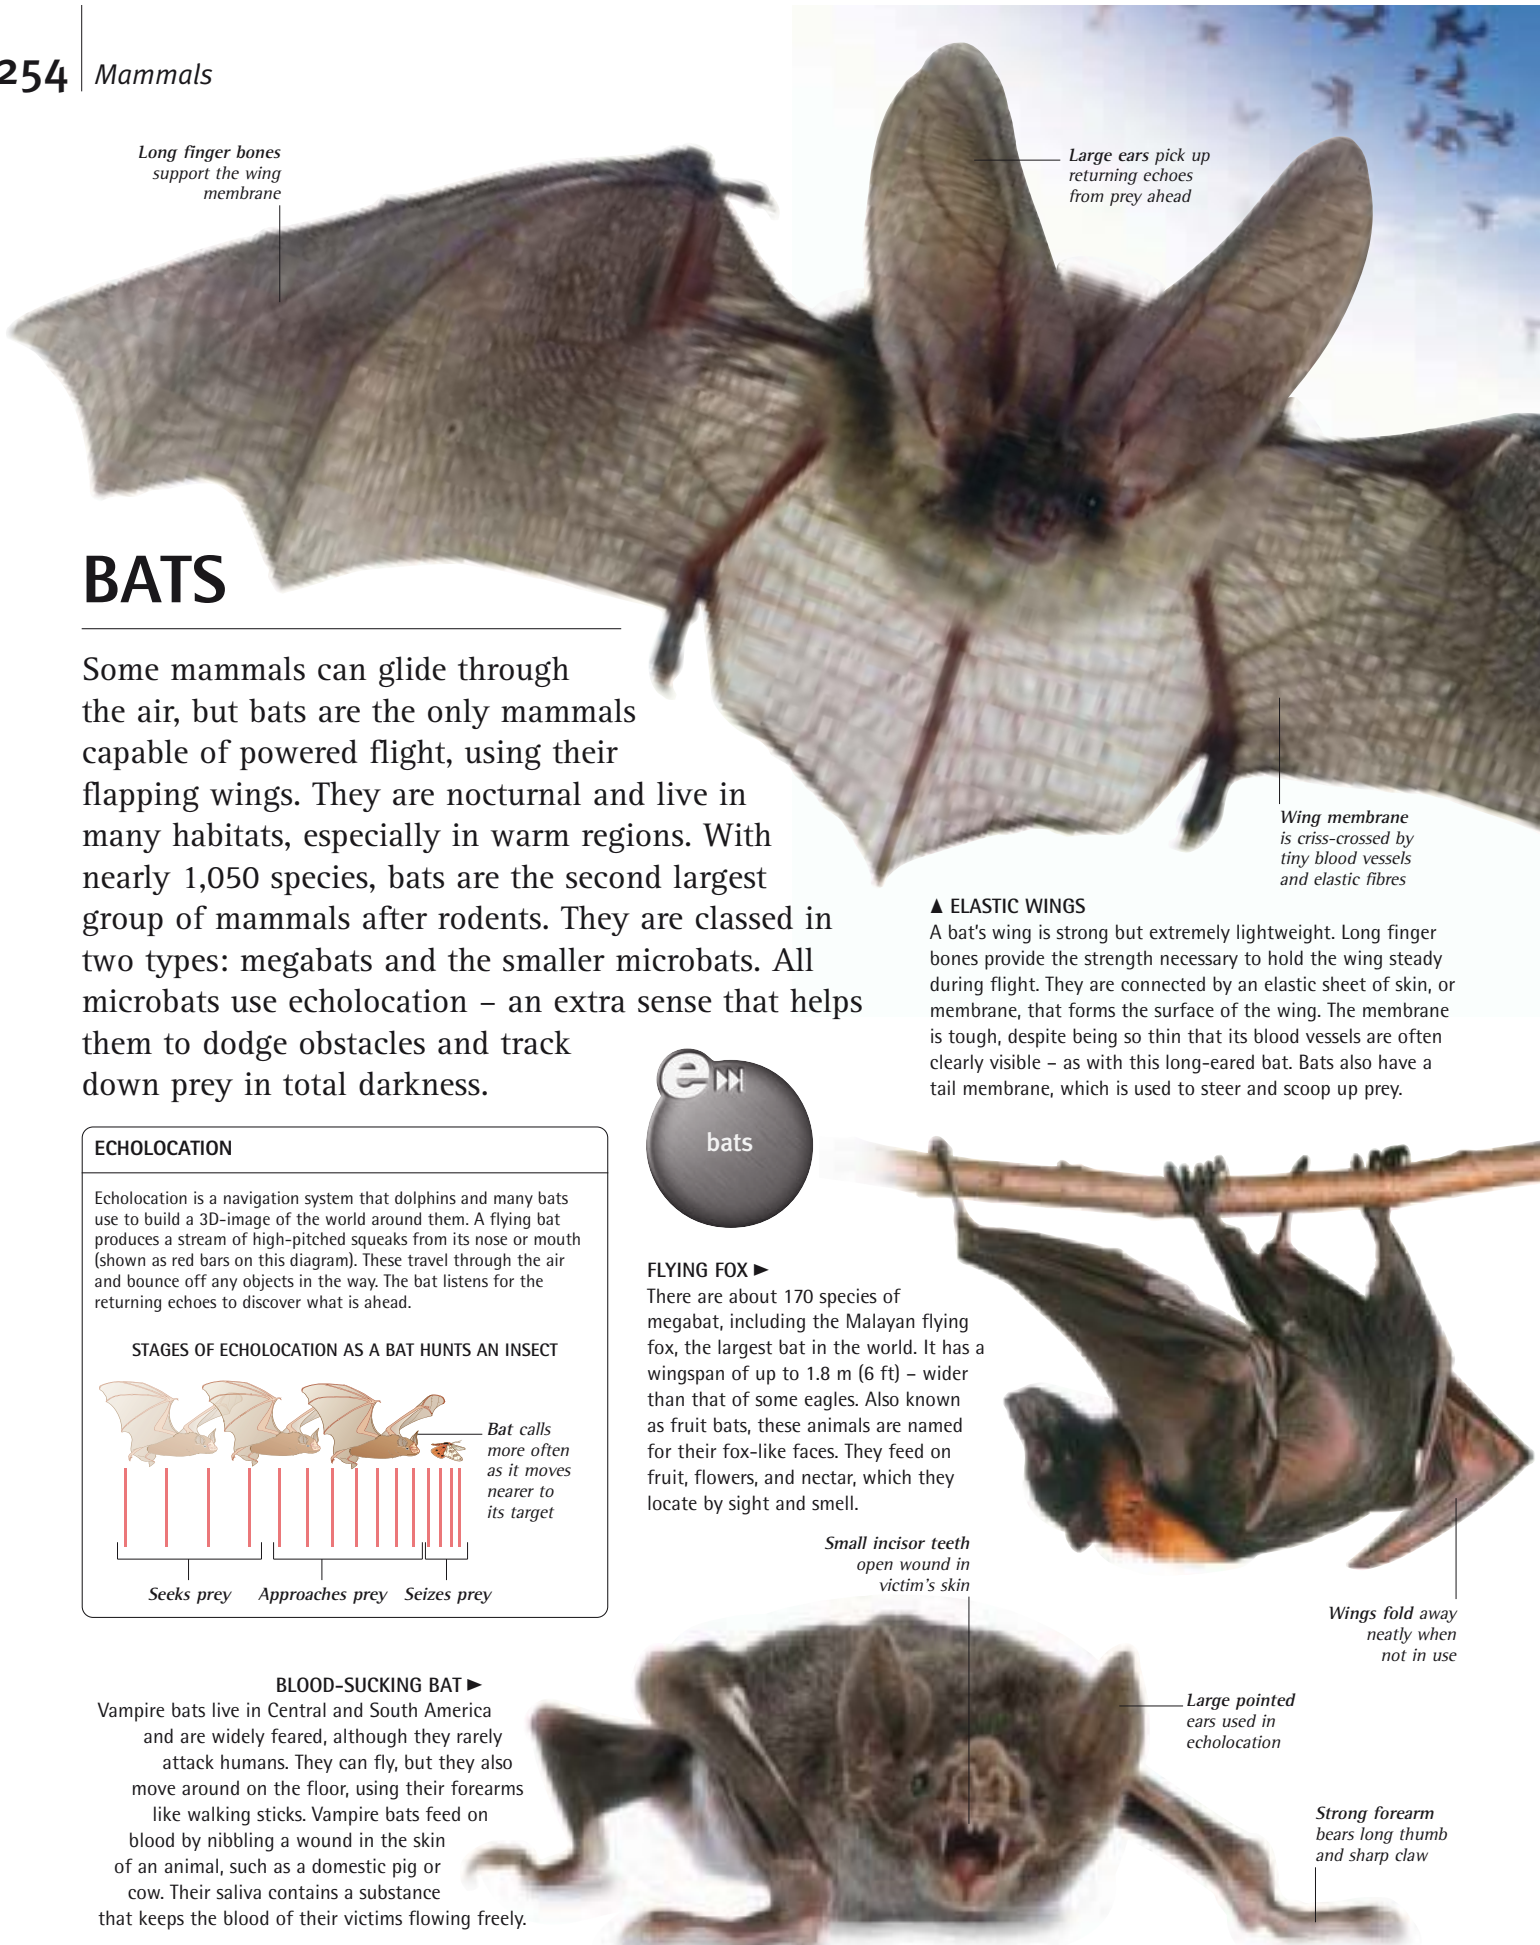 254 Mammals
Long finger bones
support the wing
membrane
Large ears pick up
returning echoes
from prey ahead
BATS
Some mammals can glide through
the air, but bats are the only mammals
capable of powered flight, using their
flapping wings. They are nocturnal and live in
many habitats, especially in warm regions. With
nearly 1,050 species, bats are the second largest
group of mammals after rodents. They are classed in
two types: megabats and the smaller microbats. All
microbats use echolocation – an extra sense that helps
them to dodge obstacles and track
down prey in total darkness.
Wing membrane
is criss-crossed by
tiny blood vessels
and elastic fibres
▲ ELASTIC WINGS
A bat's wing is strong but extremely lightweight. Long finger
bones provide the strength necessary to hold the wing steady
during flight. They are connected by an elastic sheet of skin, or
membrane, that forms the surface of the wing. The membrane
is tough, despite being so thin that its blood vessels are often
clearly visible – as with this long-eared bat. Bats also have a
tail membrane, which is used to steer and scoop up prey.
e
bats
ECHOLOCATION
Echolocation is a navigation system that dolphins and many bats
use to build a 3D-image of the world around them. A flying bat
produces a stream of high-pitched squeaks from its nose or mouth
(shown as red bars on this diagram). These travel through the air
and bounce off any objects in the way. The bat listens for the
returning echoes to discover what is ahead.
STAGES OF ECHOLOCATION AS A BAT HUNTS AN INSECT
Bat calls
more often
as it moves
nearer to
its target
Seeks prey Approaches prey Seizes prey
FLYING FOX ►
There are about 170 species of
megabat, including the Malayan flying
fox, the largest bat in the world. It has a
wingspan of up to 1.8 m (6 ft) – wider
than that of some eagles. Also known
as fruit bats, these animals are named
for their fox-like faces. They feed on
fruit, flowers, and nectar, which they
locate by sight and smell.
Small incisor teeth
open wound in
victim's skin
Wings fold away
neatly when
not in use
BLOOD-SUCKING BAT ►
Vampire bats live in Central and South America
and are widely feared, although they rarely
attack humans. They can fly, but they also
move around on the floor, using their forearms
like walking sticks. Vampire bats feed on
blood by nibbling a wound in the skin
of an animal, such as a domestic pig or
cow. Their saliva contains a substance
that keeps the blood of their victims flowing freely.
Large pointed
ears used in
echolocation
Strong forearm
bears long thumb
and sharp claw